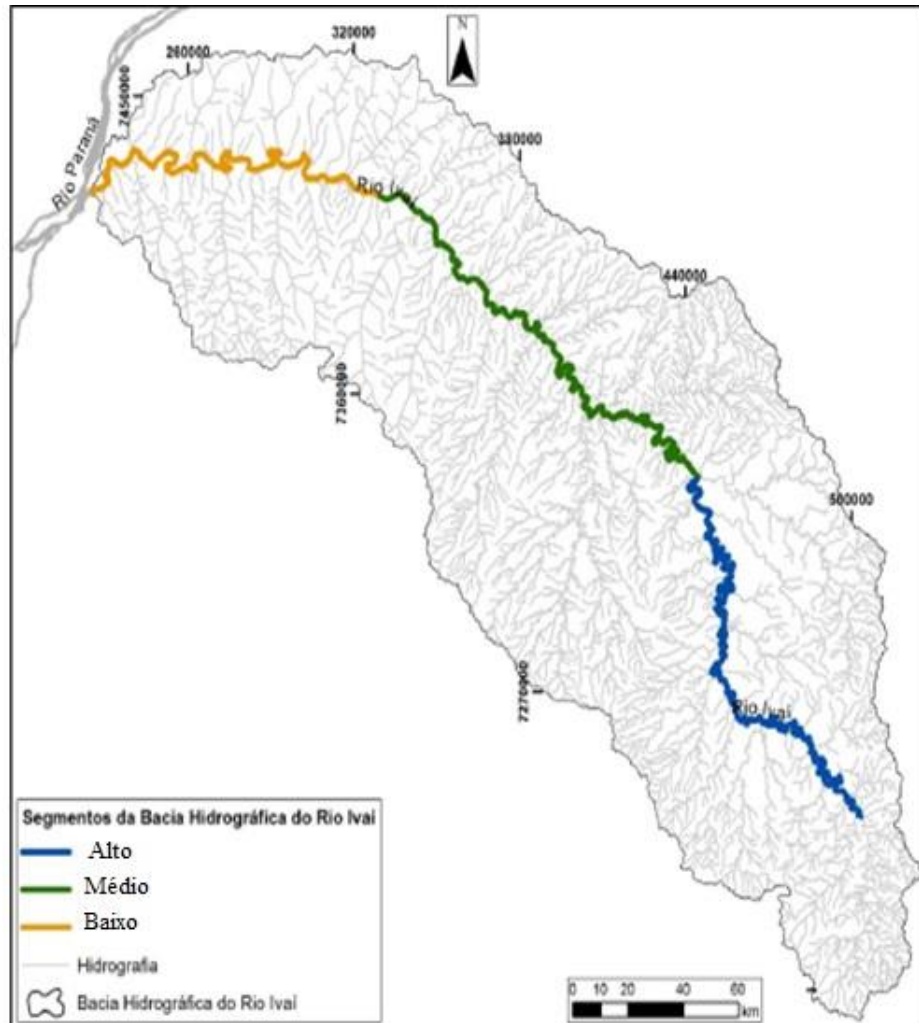 N
320000
260000
7450000
380000
Rio Paraná
Rio Ivaí
440000
7360000
500000
7270000
Rio Ivaí
Segmentos da Bacia Hidrográfica do Rio Ivaí
Alto
Médio
Baixo
Hidrografia
Bacia Hidrográfica do Rio Ivaí
0 10 20 40 60
km